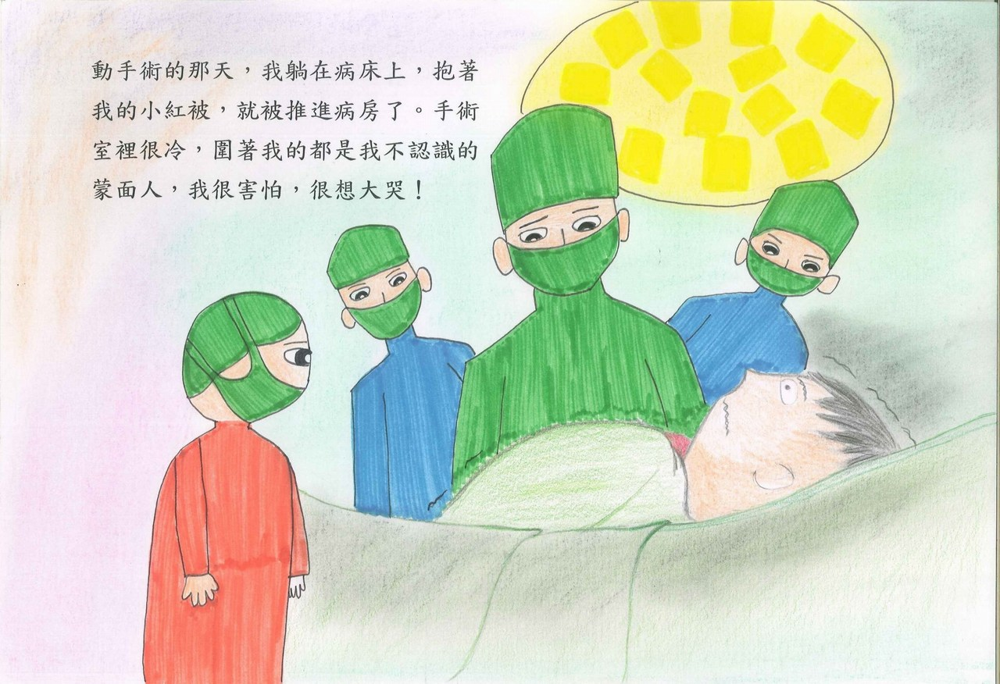 動手術的那天，我躺在病床上，抱著
我的小紅被，就被推進病房了。手術
室裡很冷，圍著我的都是我不認識的
蒙面人，我很害怕，很想大哭！